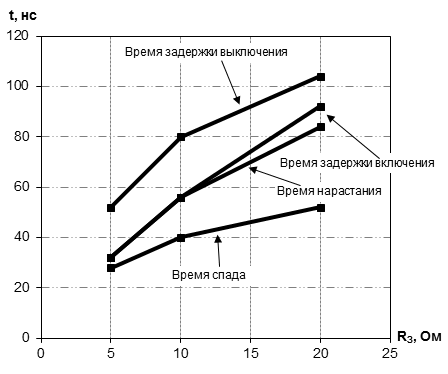 t, нс
120
100
80
60
40
20
0
Время задержки выключения
Время задержки включения
Время нарастания
Время спада
0 5 10 15 20 25
RЗ, Ом